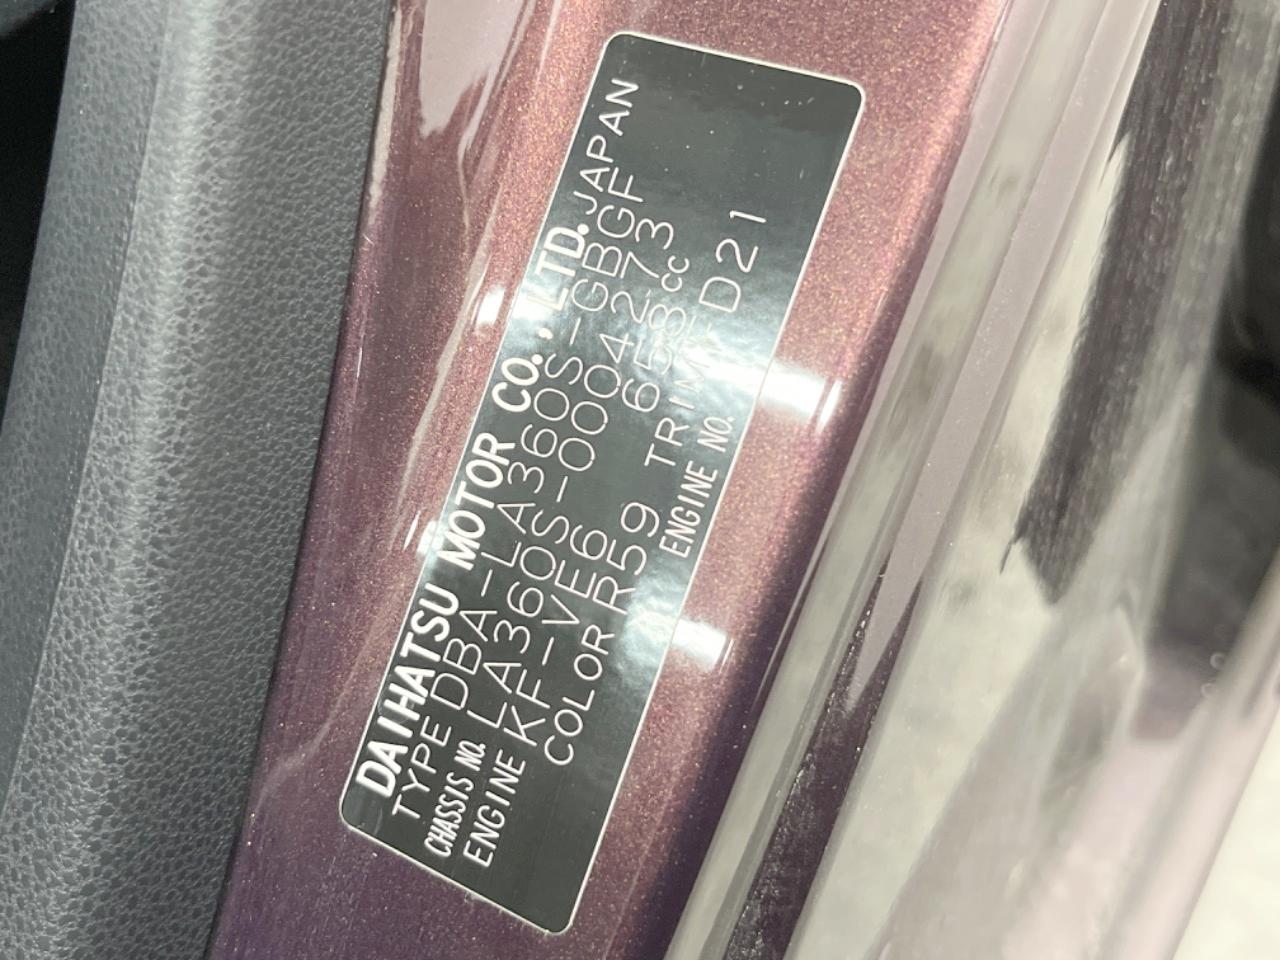 DAIHATSU MOTOR CO., LTD. JAPAN
TYPE DBA-LA360S-GBGF
CHASSIS NO. LA360S-0004273
ENGINE KF-VE6 658cc
COLOR R59 TRIM FD21
ENGINE NO.